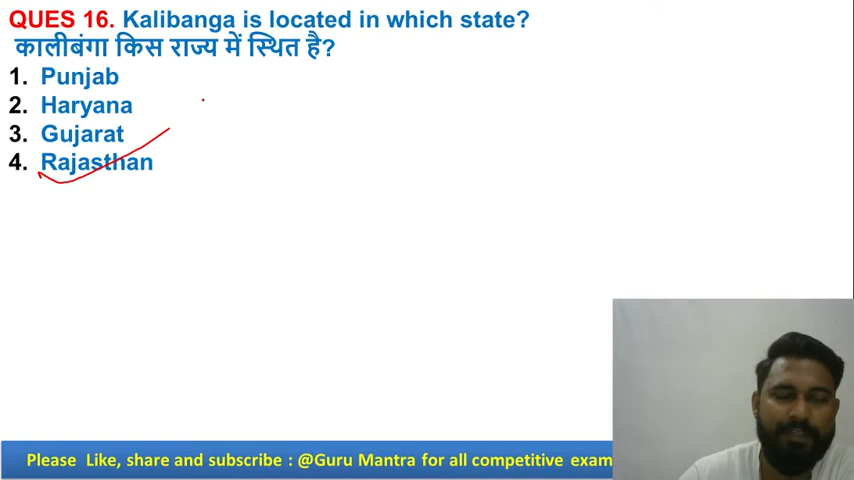 QUES 16. Kalibanga is located in which state?
कालीबंगा किस राज्य में स्थित है?
1. Punjab
2. Haryana
3. Gujarat
4. Rajasthan
Please Like, share and subscribe : @Guru Mantra for all competitive exam